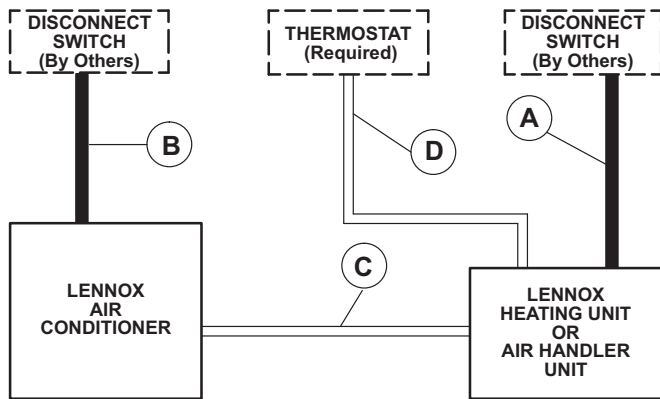 DISCONNECT
SWITCH
(By Others)
THERMOSTAT
(Required)
DISCONNECT
SWITCH
(By Others)
B
D
A
C
LENNOX
AIR
CONDITIONER
LENNOX
HEATING UNIT
OR
AIR HANDLER
UNIT